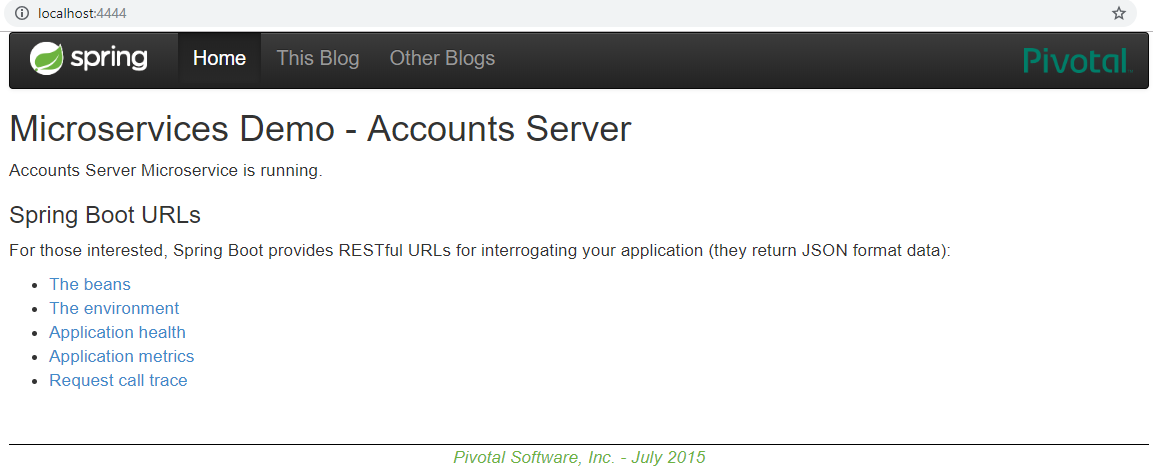 localhost:4444
spring Home This Blog Other Blogs Pivotal™
Microservices Demo - Accounts Server
Accounts Server Microservice is running.
Spring Boot URLs
For those interested, Spring Boot provides RESTful URLs for interrogating your application (they return JSON format data):
• The beans
• The environment
• Application health
• Application metrics
• Request call trace
Pivotal Software, Inc. - July 2015